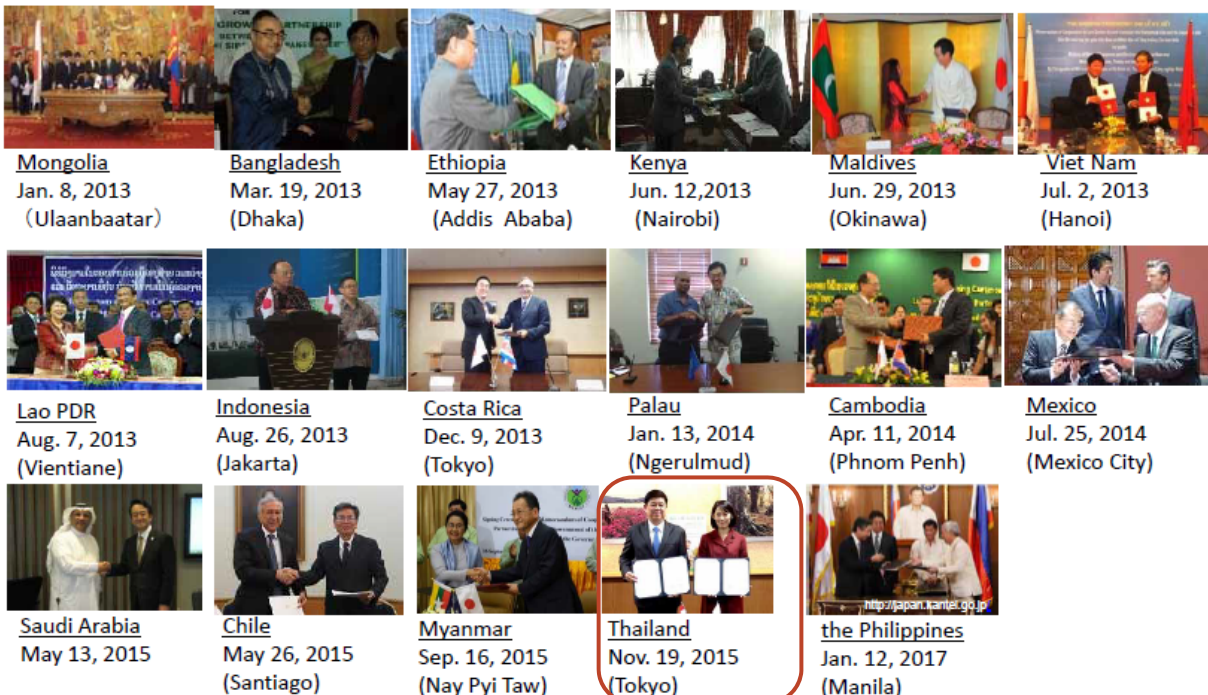 FOR
GROWTH PARTNERSHIP
BETWEEN
Mongolia
Jan. 8, 2013
（Ulaanbaatar）
Bangladesh
Mar. 19, 2013
(Dhaka)
Ethiopia
May 27, 2013
(Addis Ababa)
Kenya
Jun. 12,2013
(Nairobi)
Maldives
Jun. 29, 2013
(Okinawa)
Viet Nam
Jul. 2, 2013
(Hanoi)
Lao PDR
Aug. 7, 2013
(Vientiane)
Indonesia
Aug. 26, 2013
(Jakarta)
Costa Rica
Dec. 9, 2013
(Tokyo)
Palau
Jan. 13, 2014
(Ngerulmud)
Cambodia
Apr. 11, 2014
(Phnom Penh)
Mexico
Jul. 25, 2014
(Mexico City)
http://japan.kantei.go.jp
Saudi Arabia
May 13, 2015
Chile
May 26, 2015
(Santiago)
Myanmar
Sep. 16, 2015
(Nay Pyi Taw)
Thailand
Nov. 19, 2015
(Tokyo)
the Philippines
Jan. 12, 2017
(Manila)